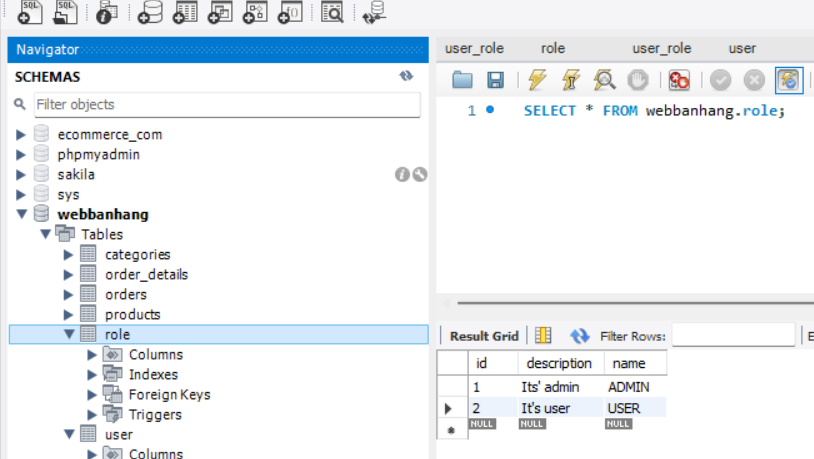 SQL
SQL
Navigator
user_role role user_role user
SCHEMAS
Filter objects
1 SELECT * FROM webbanhang.role;
ecommerce_com
phpmyadmin
sakila
sys
webbanhang
Tables
categories
order_details
orders
products
role
Columns
Indexes
Foreign Keys
Triggers
user
Columns
Result Grid Filter Rows: E
id description name
1 Its' admin ADMIN
2 It's user USER
NULL NULL NULL